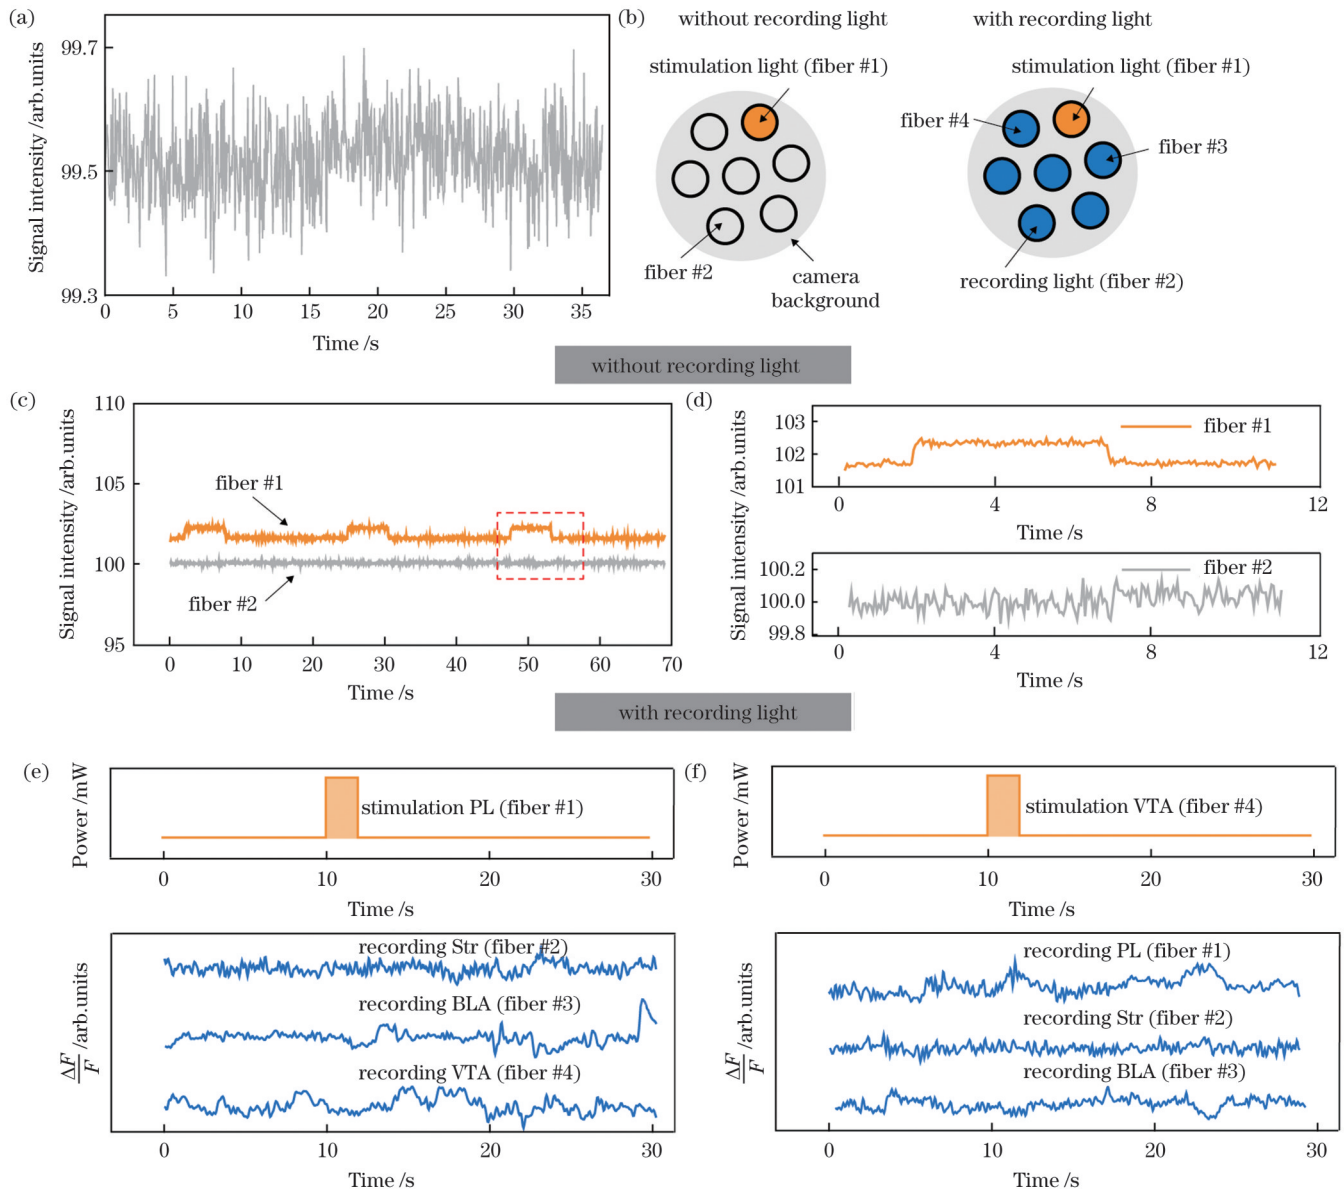 (a)
Signal intensity /arb.units
99.7
99.5
99.3
0 5 10 15 20 25 30 35
Time /s
(b)
without recording light
with recording light
stimulation light (fiber #1)
stimulation light (fiber #1)
fiber #4
fiber #3
fiber #2
camera
background
recording light (fiber #2)
without recording light
(c)
Signal intensity /arb.units
110
105
100
95
fiber #1
fiber #2
0 10 20 30 40 50 60 70
Time /s
(d)
Signal intensity /arb.units
103
102
101
fiber #1
0 4 8 12
Time /s
Signal intensity /arb.units
100.2
100.0
99.8
fiber #2
0 4 8 12
Time /s
with recording light
(e)
Power /mW
stimulation PL (fiber #1)
0 10 20 30
Time /s
ΔF/F /arb.units
recording Str (fiber #2)
recording BLA (fiber #3)
recording VTA (fiber #4)
0 10 20 30
Time /s
(f)
Power /mW
stimulation VTA (fiber #4)
0 10 20 30
Time /s
ΔF/F /arb.units
recording PL (fiber #1)
recording Str (fiber #2)
recording BLA (fiber #3)
0 10 20 30
Time /s